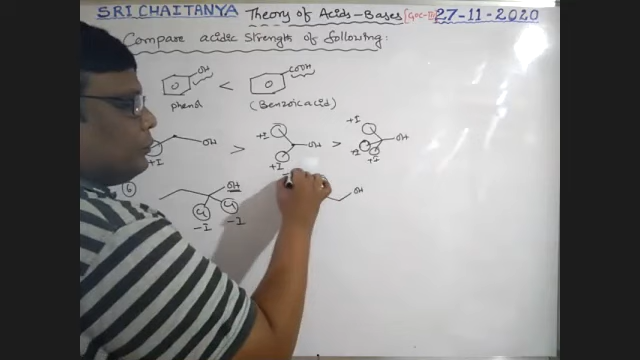 SRI CHAITANYA Theory of Acids-Bases [GOC-II] 27-11-2020
Compare acidic strength of following:
OH < COOH
phenol (Benzoic acid)
+I OH > +I +I OH > +I +I +I OH
⑥ OH Cl Cl OH
-I -I